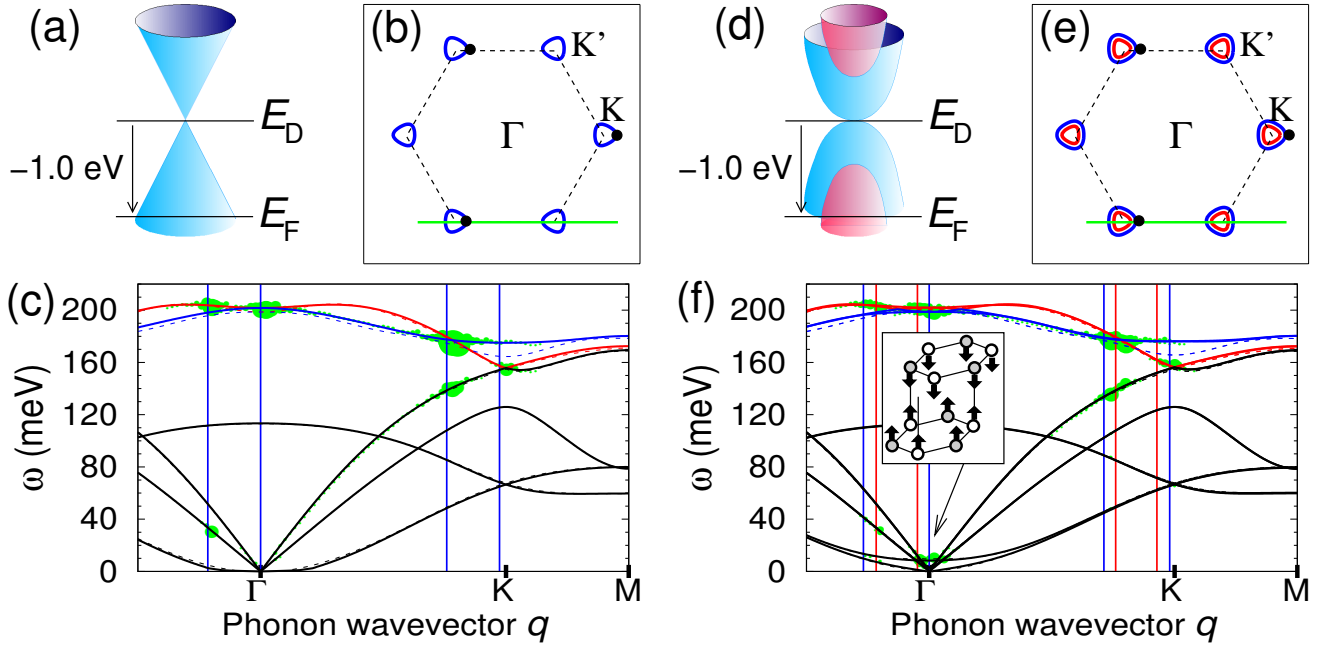 (a)
E_D
−1.0 eV
E_F
(b)
K'
K
Γ
(d)
E_D
−1.0 eV
E_F
(e)
K'
K
Γ
(c)
ω (meV)
200
160
120
80
40
0
Γ
K
M
Phonon wavevector q
(f)
ω (meV)
200
160
120
80
40
0
Γ
K
M
Phonon wavevector q